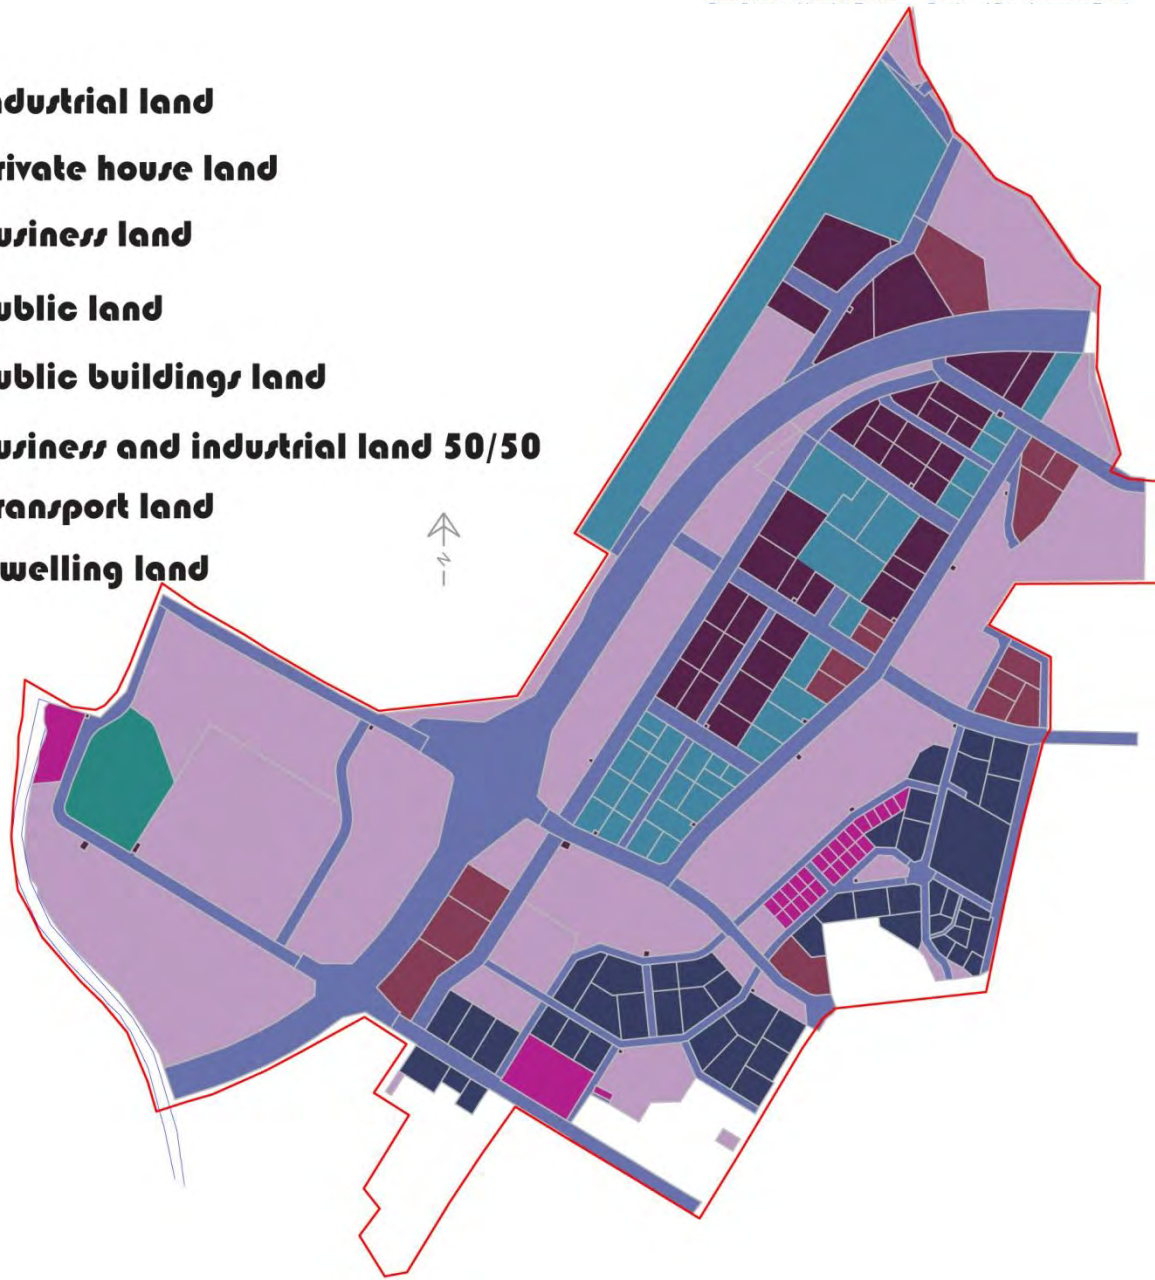 ndustrial land
rivate house land
usiness land
ublic land
ublic buildings land
usiness and industrial land 50/50
ransport land
welling land
N